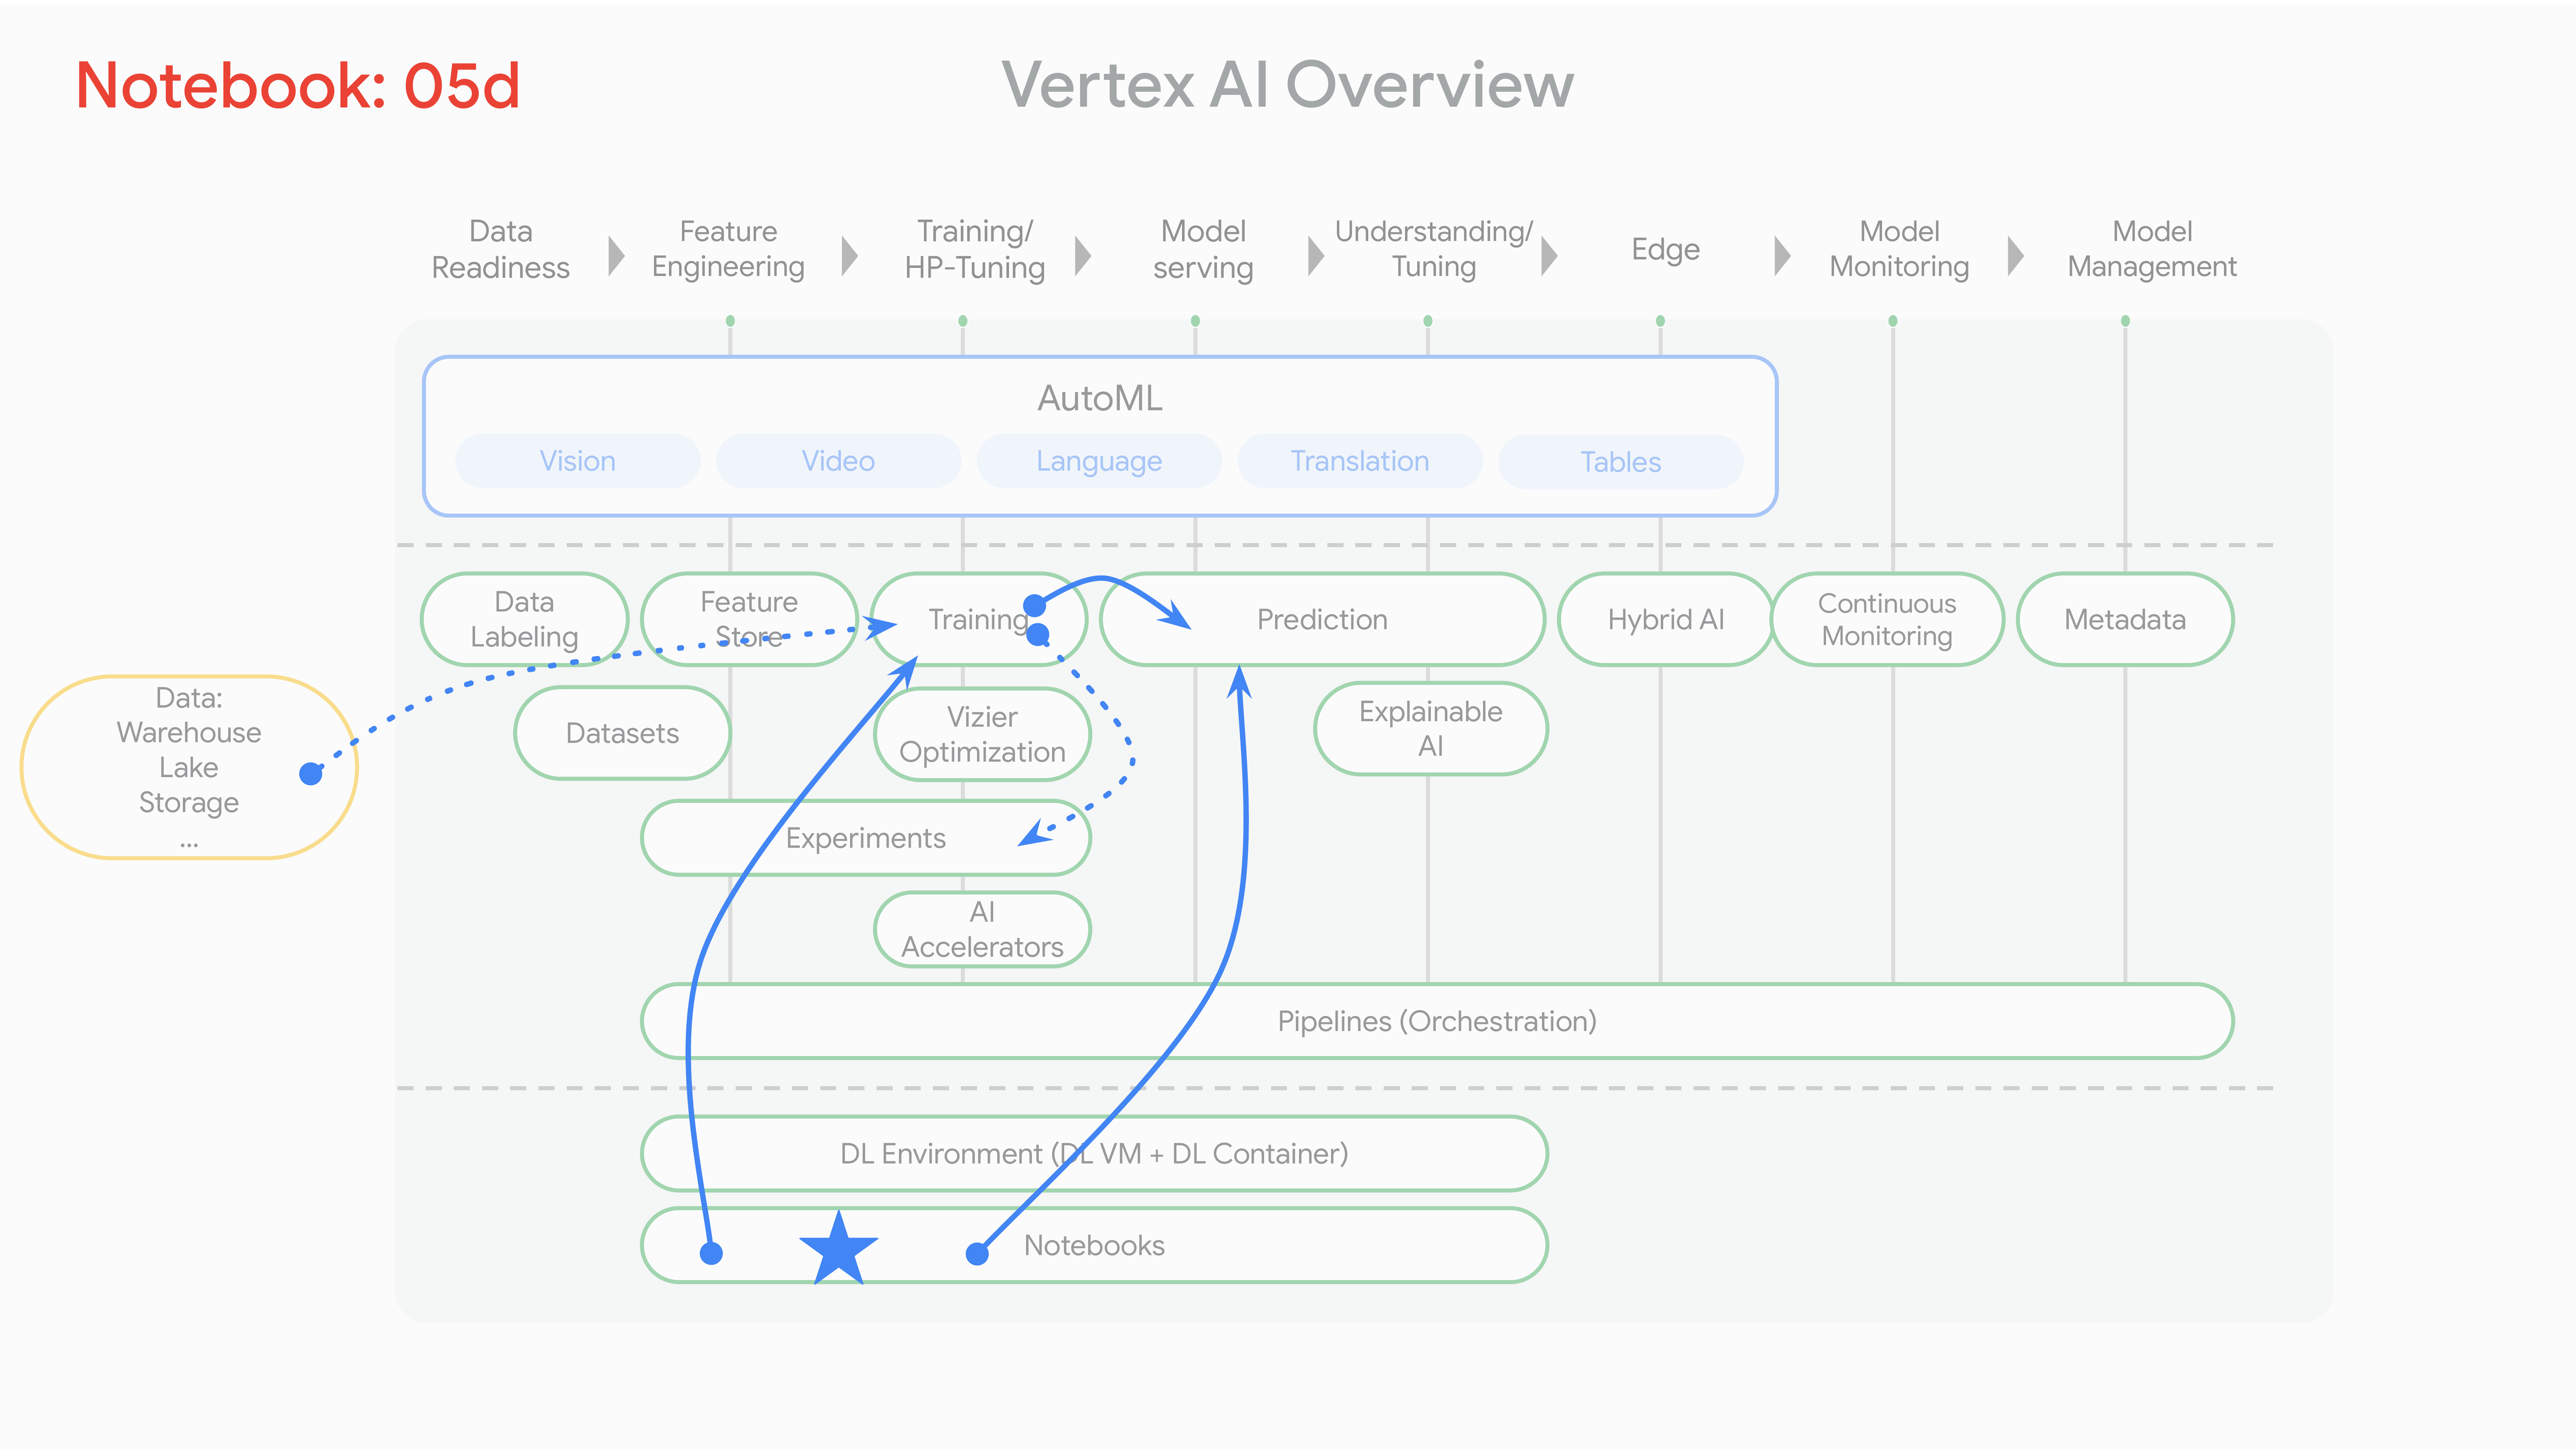 Notebook: 05d
Vertex AI Overview
Data
Readiness
Feature
Engineering
Training/
HP-Tuning
Model
serving
Understanding/
Tuning
Edge
Model
Monitoring
Model
Management
AutoML
Vision
Video
Language
Translation
Tables
Data
Labeling
Feature
Store
Training
Prediction
Hybrid AI
Continuous
Monitoring
Metadata
Data:
Warehouse
Lake
Storage
...
Datasets
Vizier
Optimization
Explainable
AI
Experiments
AI
Accelerators
Pipelines (Orchestration)
DL Environment (DL VM + DL Container)
Notebooks